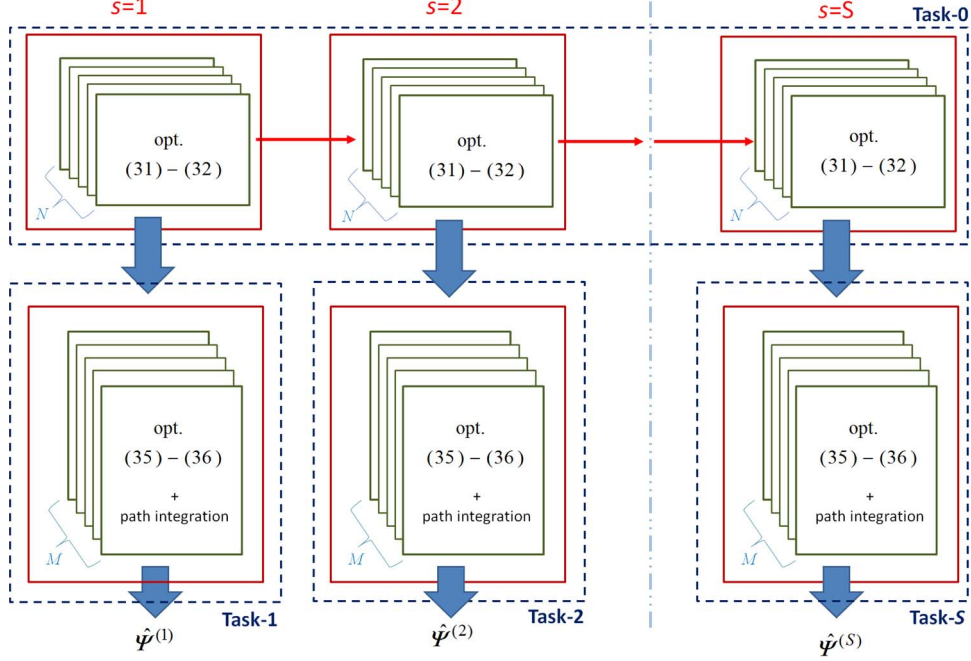 s=1
s=2
s=S
Task-0
opt.
(31) – (32)
N
opt.
(31) – (32)
N
opt.
(31) – (32)
N
opt.
(35) – (36)
+
path integration
M
opt.
(35) – (36)
+
path integration
M
opt.
(35) – (36)
+
path integration
M
Task-1
Task-2
Task-S
Ψ̂⁽¹⁾
Ψ̂⁽²⁾
Ψ̂⁽ˢ⁾